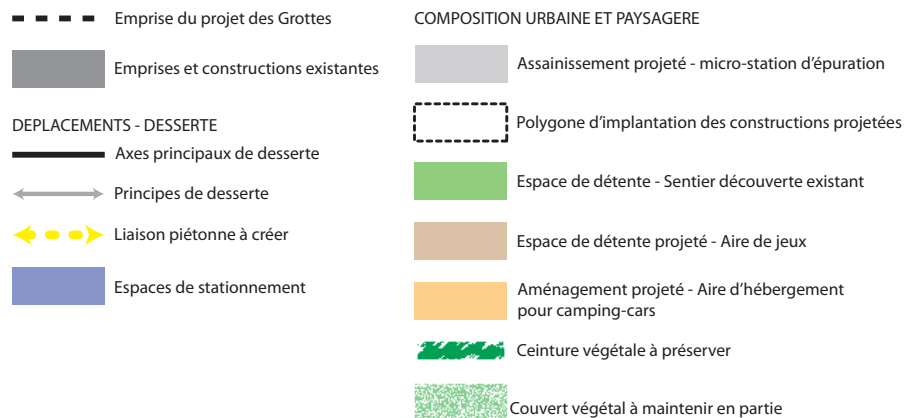 Emprise du projet des Grottes
Emprises et constructions existantes
DEPLACEMENTS - DESSERTE
Axes principaux de desserte
Principes de desserte
Liaison piétonne à créer
Espaces de stationnement
COMPOSITION URBAINE ET PAYSAGERE
Assainissement projeté - micro-station d'épuration
Polygone d'implantation des constructions projetées
Espace de détente - Sentier découverte existant
Espace de détente projeté - Aire de jeux
Aménagement projeté - Aire d'hébergement
pour camping-cars
Ceinture végétale à préserver
Couvert végétal à maintenir en partie